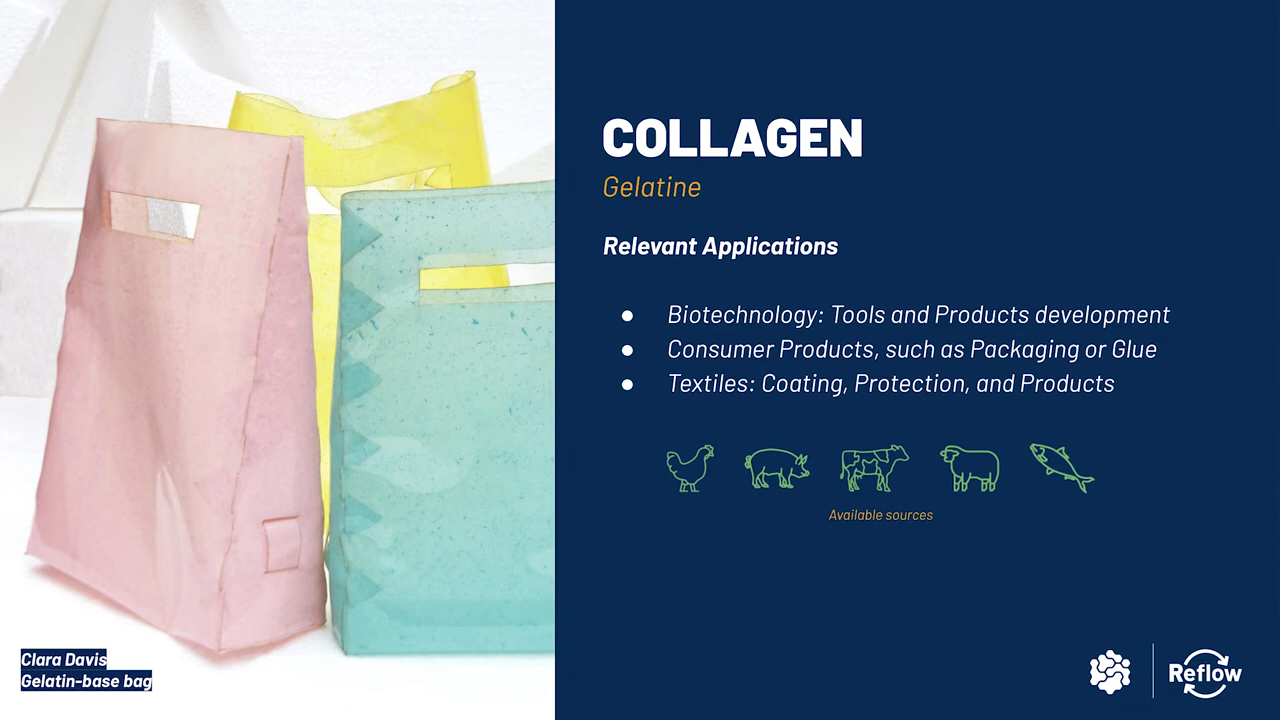 COLLAGEN
Gelatine
Relevant Applications
● Biotechnology: Tools and Products development
● Consumer Products, such as Packaging or Glue
● Textiles: Coating, Protection, and Products
Available sources
Clara Davis
Gelatin-base bag
Reflow